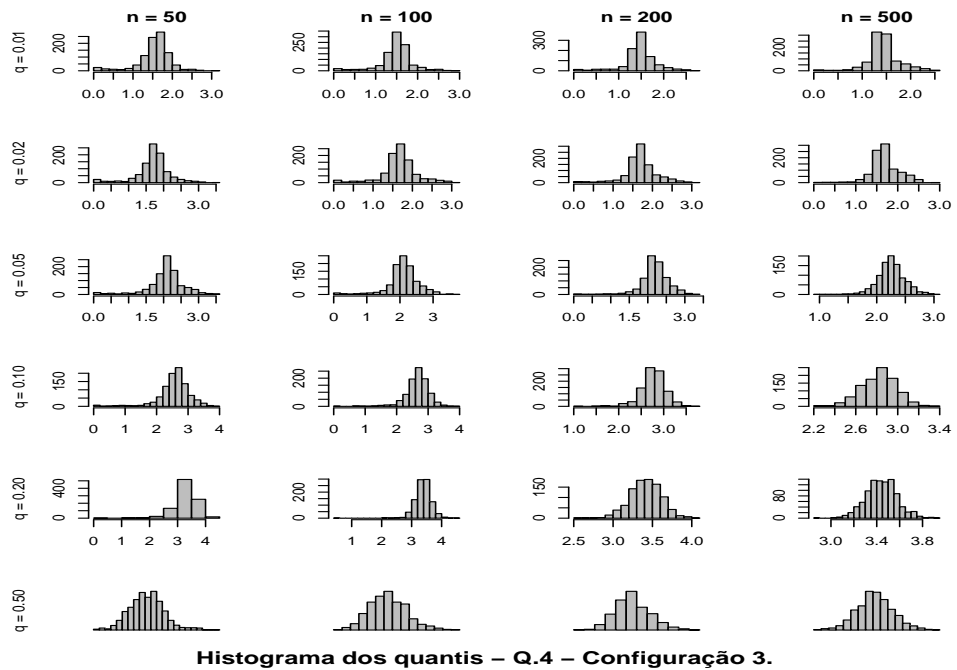 n = 50 n = 100 n = 200 n = 500
q = 0.01
0 200
0.0 1.0 2.0 3.0
0 250
0.0 1.0 2.0 3.0
0 300
0.0 1.0 2.0
0 200
0.0 1.0 2.0
q = 0.02
0 200
0.0 1.5 3.0
0 200
0.0 1.0 2.0 3.0
0 200
0.0 1.0 2.0 3.0
0 200
0.0 1.0 2.0 3.0
q = 0.05
0 200
0.0 1.5 3.0
0 150
0 1 2 3
0 200
0.0 1.5 3.0
0 150
1.0 2.0 3.0
q = 0.10
0 150
0 1 2 3 4
0 200
0 1 2 3 4
0 200
1.0 2.0 3.0
0 150
2.2 2.6 3.0 3.4
q = 0.20
0 400
0 1 2 3 4
0 200
1 2 3 4
0 150
2.5 3.0 3.5 4.0
0 80
3.0 3.4 3.8
q = 0.50
Histograma dos quantis – Q.4 – Configuração 3.